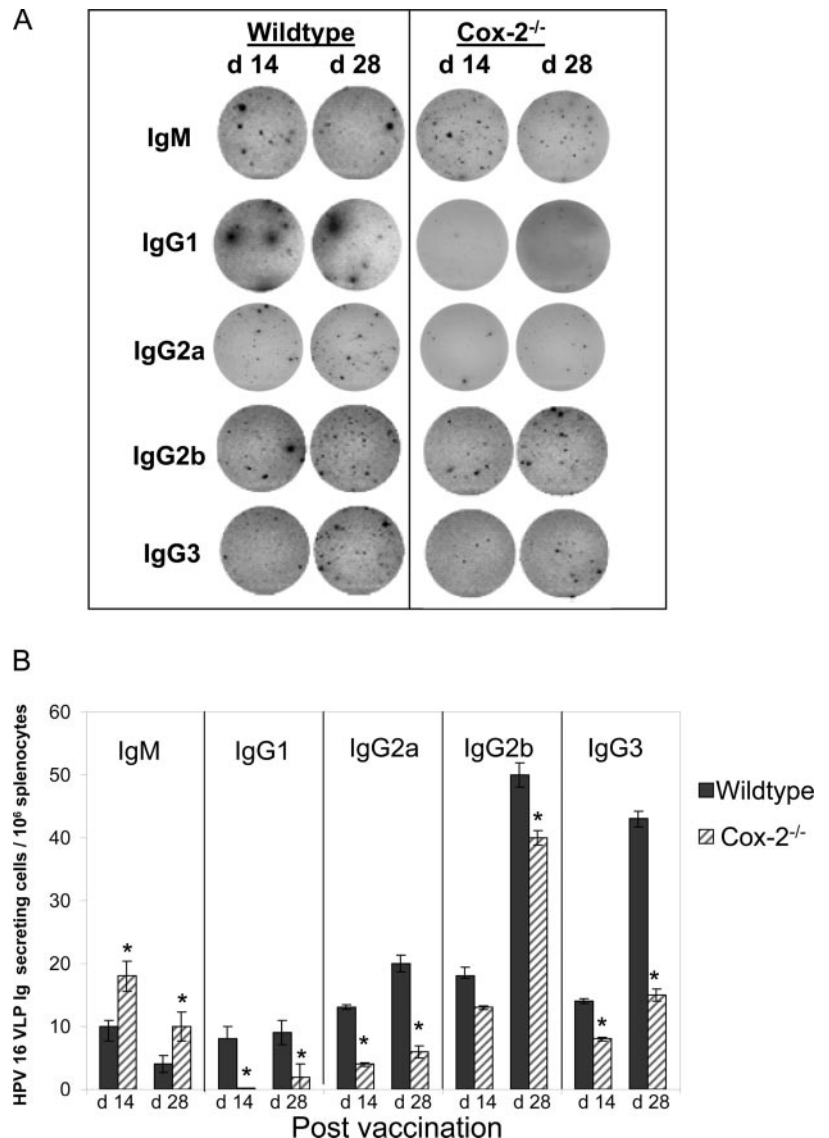 A
Wildtype Cox-2⁻/⁻
d 14 d 28 d 14 d 28
IgM
IgG1
IgG2a
IgG2b
IgG3
B
HPV 16 VLP Ig secreting cells / 10⁶ splenocytes
60
50
40
30
20
10
0
IgM IgG1 IgG2a IgG2b IgG3
* * * * * * * * *
Wildtype
Cox-2⁻/⁻
d 14 d 28 d 14 d 28 d 14 d 28 d 14 d 28 d 14 d 28
Post vaccination